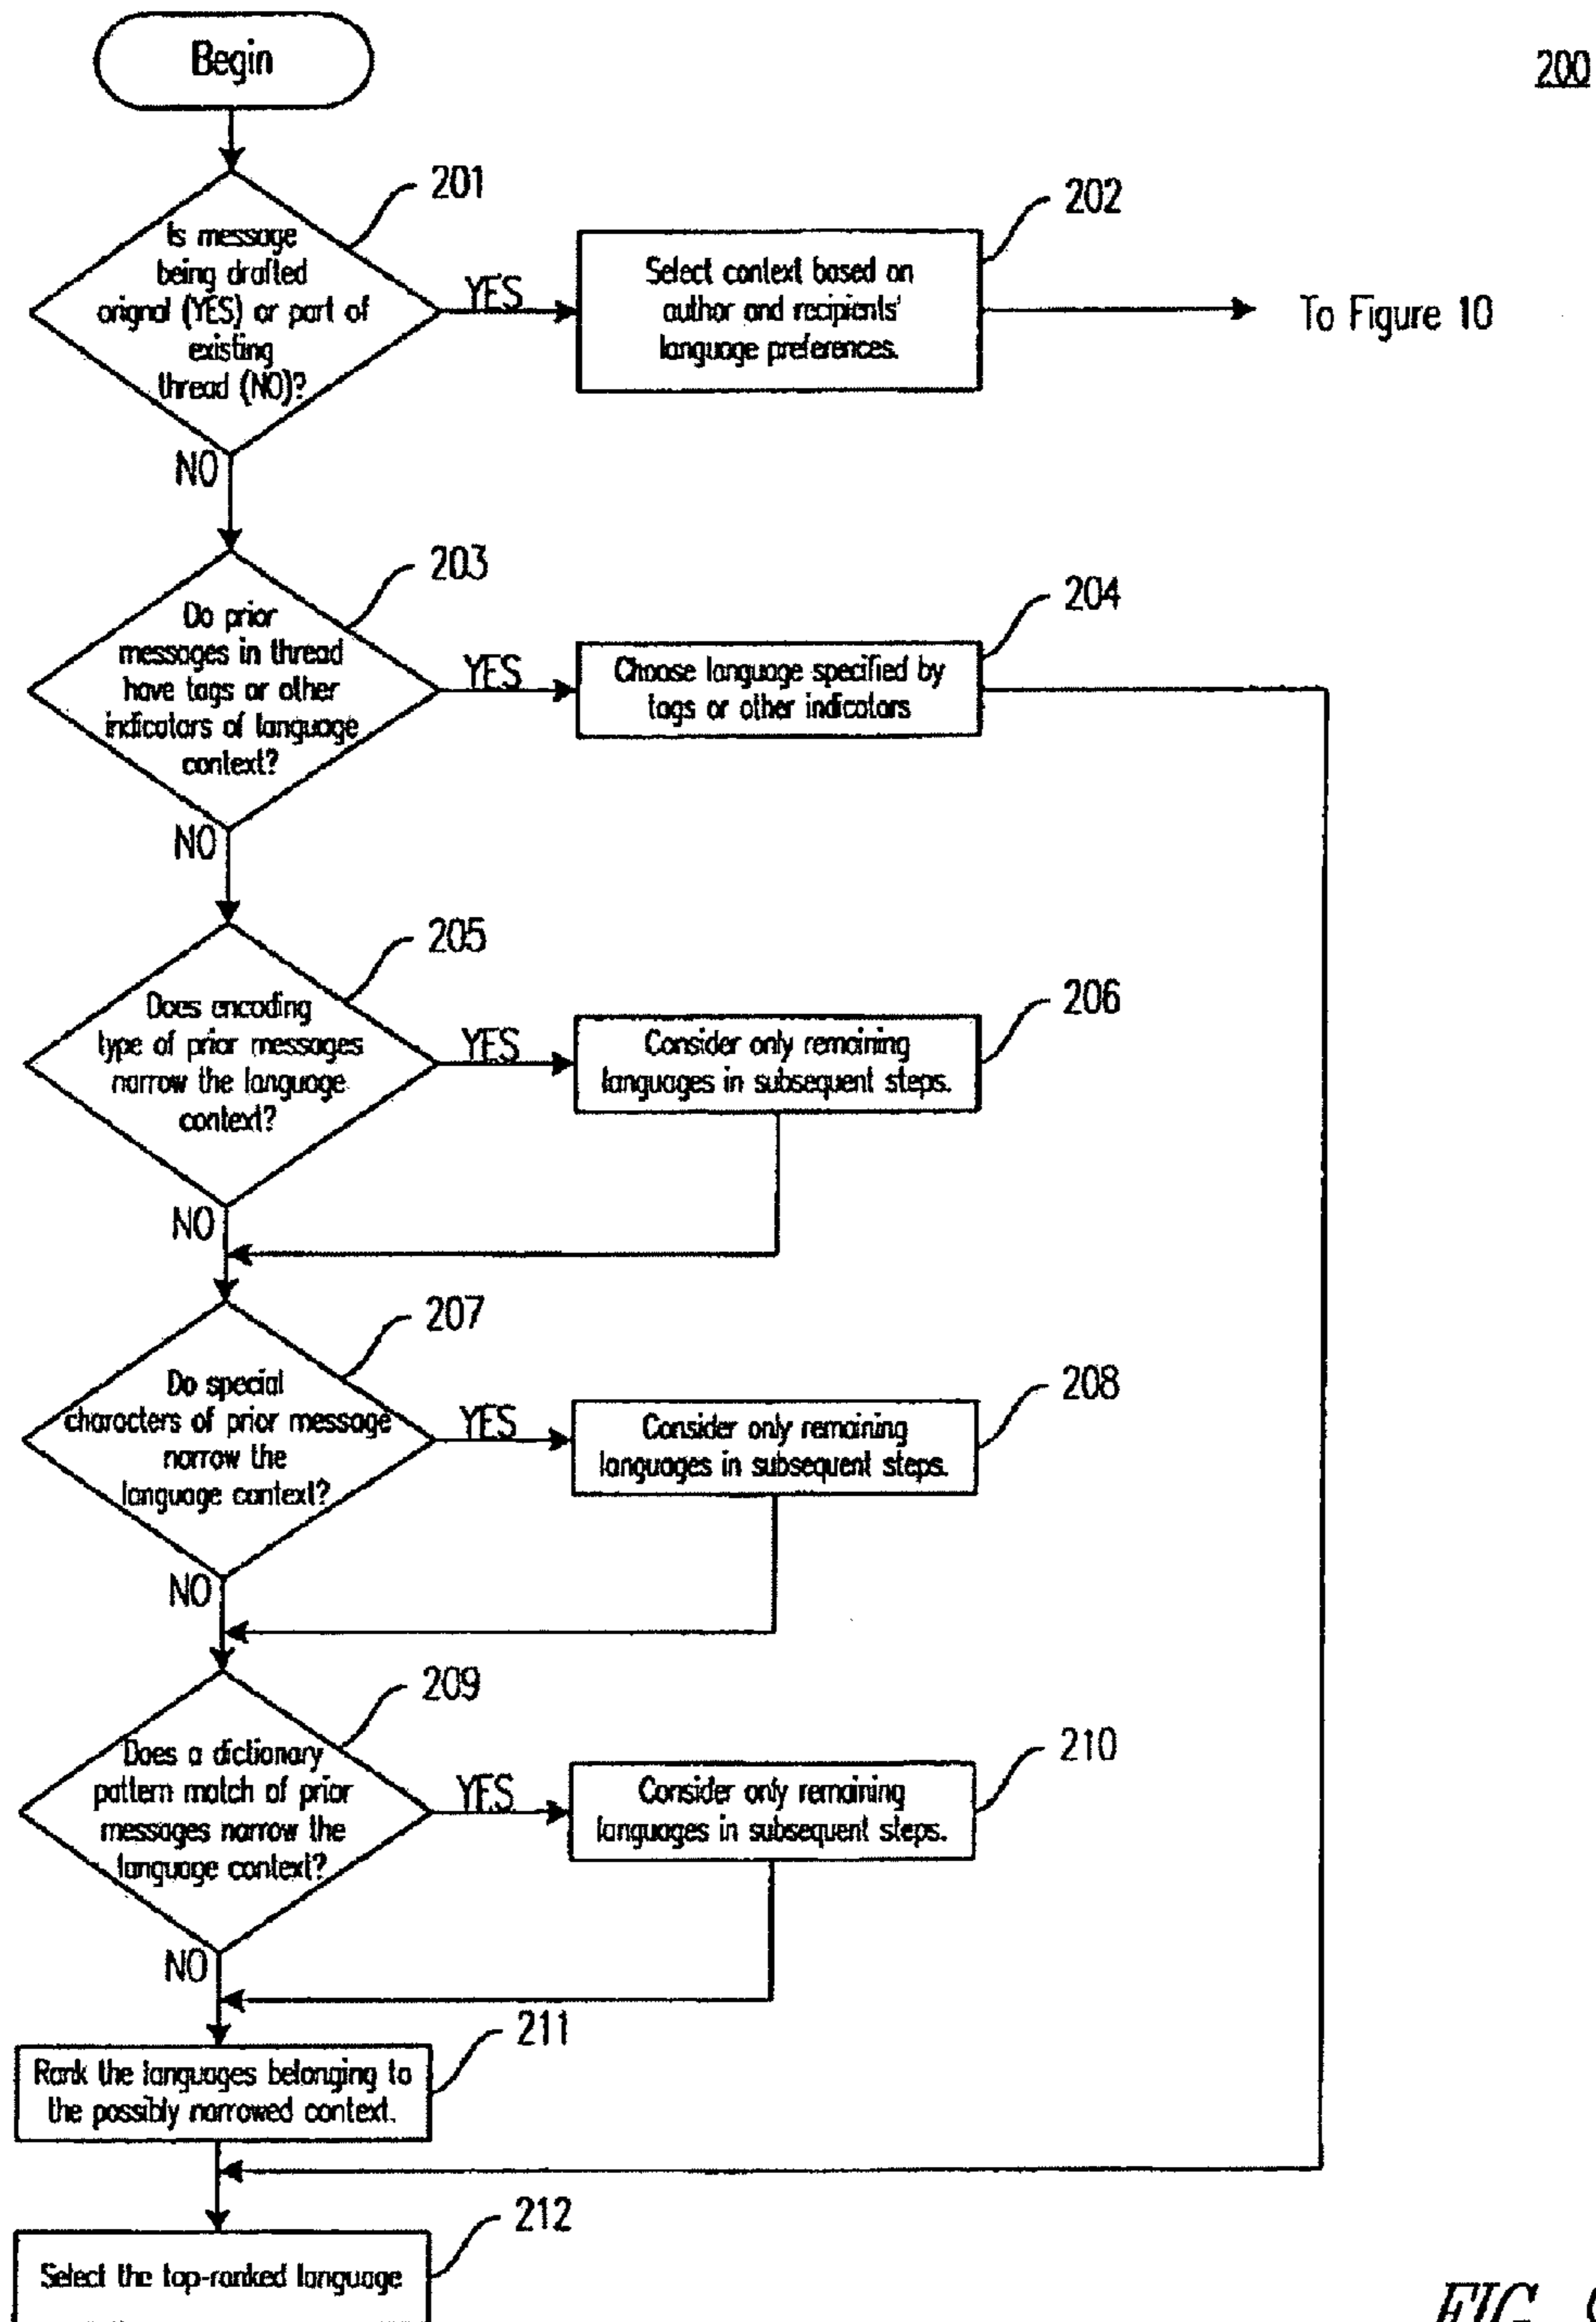 Begin
200
201
Is message
being drafted
orignal (YES) or part of
existing
thread (NO)?
YES
202
Select context based on
author and recipients'
language preferences.
To Figure 10
NO
203
Do prior
messages in thread
have tags or other
indicators of language
context?
YES
204
Choose language specified by
tags or other indicators
NO
205
Does encoding
type of prior messages
narrow the language
context?
YES
206
Consider only remaining
languages in subsequent steps.
NO
207
Do special
characters of prior message
narrow the
language context?
YES
208
Consider only remaining
languages in subsequent steps.
NO
209
Does a dictionary
pattern match of prior
messages narrow the
language context?
YES
210
Consider only remaining
languages in subsequent steps.
NO
211
Rank the languages belonging to
the possibly narrowed context.
212
Select the top-ranked language
FIG.